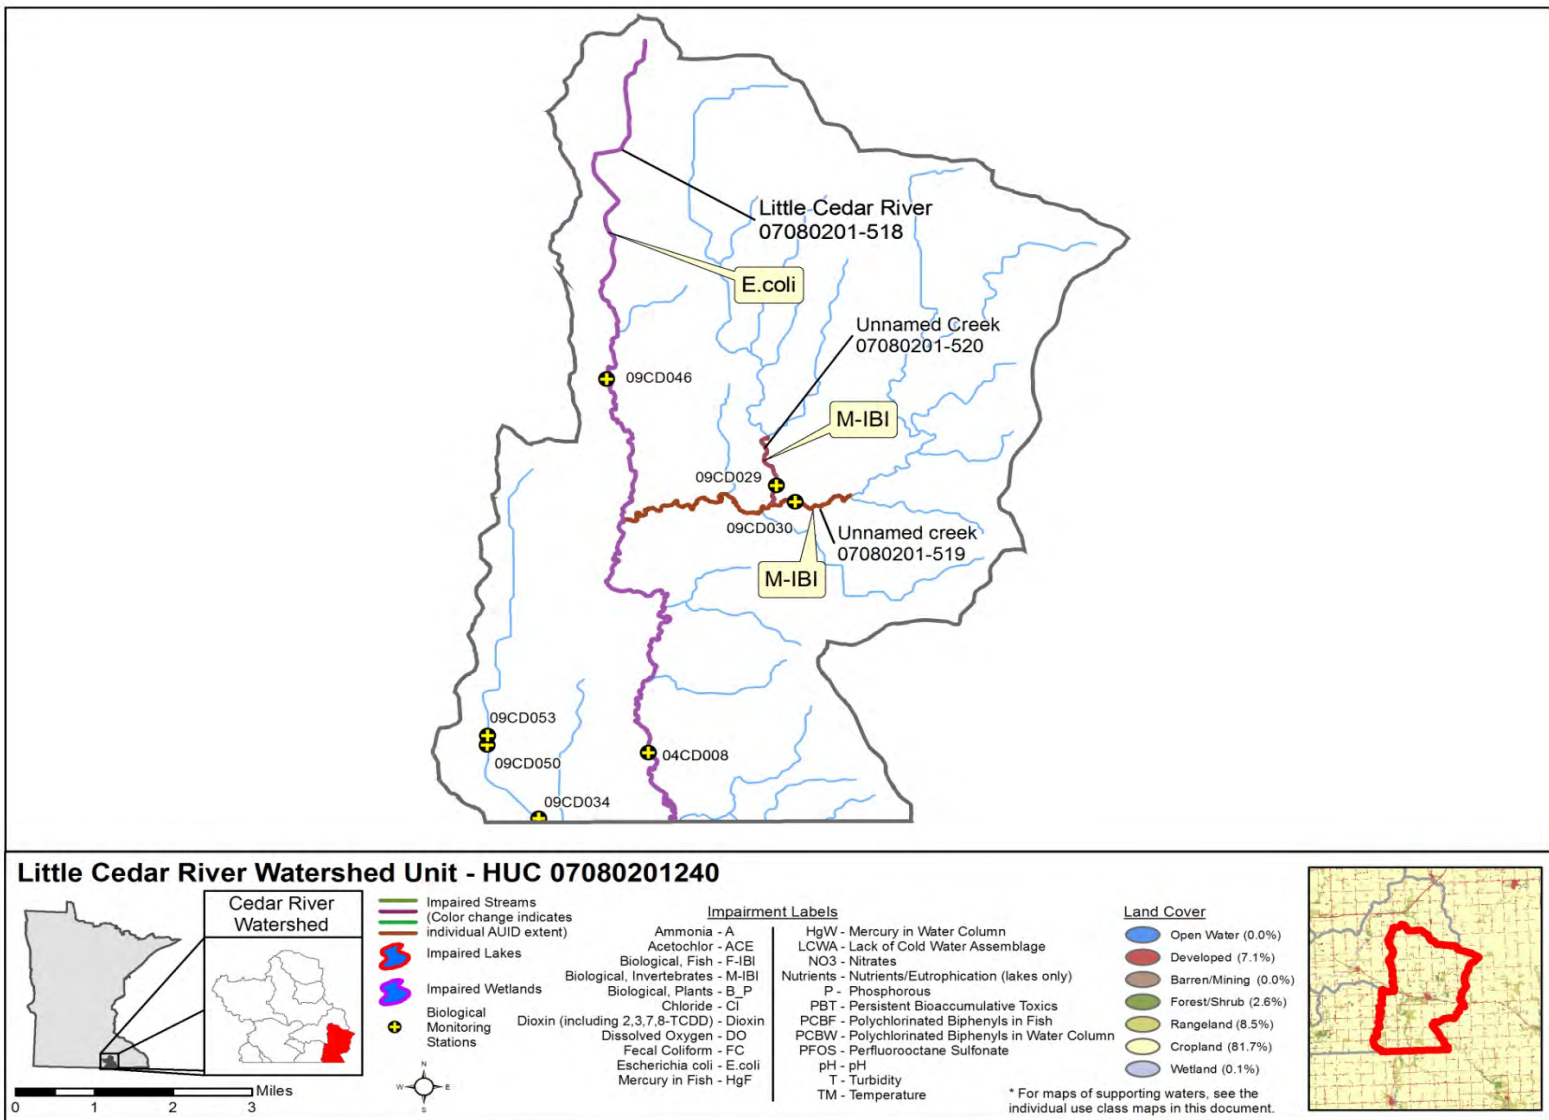 Little Cedar River
07080201-518
E.coli
Unnamed Creek
07080201-520
09CD046
M-IBI
09CD029
09CD030
Unnamed creek
07080201-519
M-IBI
09CD053
09CD050
04CD008
09CD034
Little Cedar River Watershed Unit - HUC 07080201240
Cedar River
Watershed
Impaired Streams
(Color change indicates
individual AUID extent)
Impaired Lakes
Impaired Wetlands
Biological
Monitoring
Stations
N
W
E
S
Miles
0
1
2
3
Impairment Labels
Ammonia - A
Acetochlor - ACE
Biological, Fish - F-IBI
Biological, Invertebrates - M-IBI
Biological, Plants - B_P
Chloride - Cl
Dioxin (including 2,3,7,8-TCDD) - Dioxin
Dissolved Oxygen - DO
Fecal Coliform - FC
Escherichia coli - E.coli
Mercury in Fish - HgF
HgW - Mercury in Water Column
LCWA - Lack of Cold Water Assemblage
NO3 - Nitrates
Nutrients - Nutrients/Eutrophication (lakes only)
P - Phosphorous
PBT - Persistent Bioaccumulative Toxics
PCBF - Polychlorinated Biphenyls in Fish
PCBW - Polychlorinated Biphenyls in Water Column
PFOS - Perfluorooctane Sulfonate
pH - pH
T - Turbidity
TM - Temperature
Land Cover
Open Water (0.0%)
Developed (7.1%)
Barren/Mining (0.0%)
Forest/Shrub (2.6%)
Rangeland (8.5%)
Cropland (81.7%)
Wetland (0.1%)
* For maps of supporting waters, see the
individual use class maps in this document.